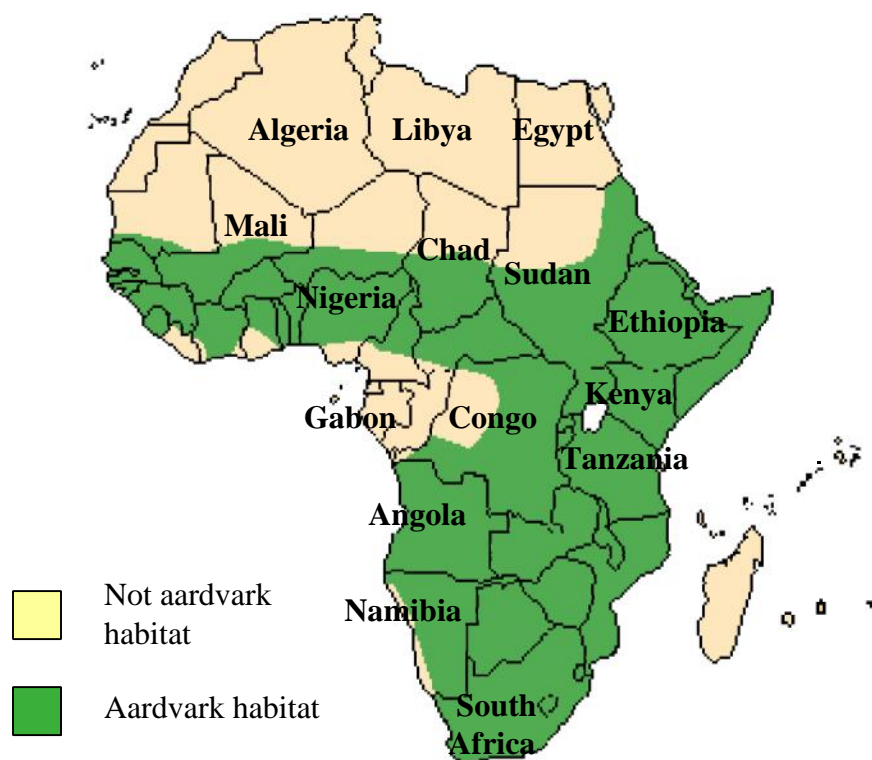 Algeria
Libya
Egypt
Mali
Chad
Sudan
Nigeria
Ethiopia
Kenya
Gabon
Congo
Tanzania
Angola
Namibia
South
Africa
Not aardvark
habitat
Aardvark habitat